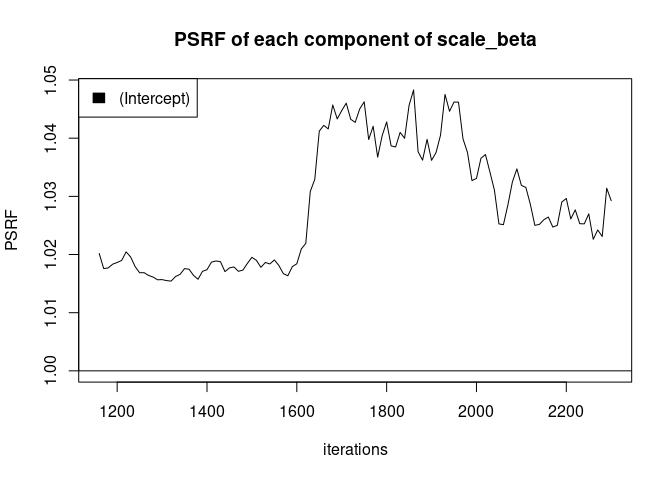 PSRF of each component of scale_beta
(Intercept)
PSRF
1.05
1.04
1.03
1.02
1.01
1.00
1200 1400 1600 1800 2000 2200
iterations